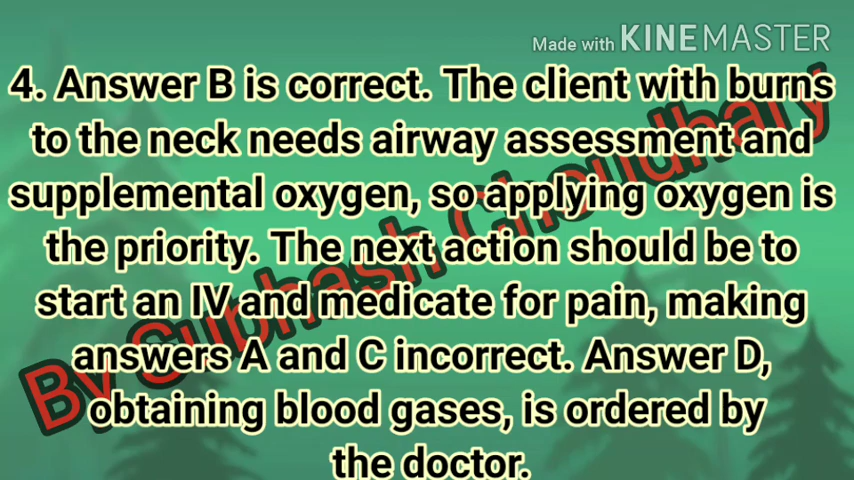 Made with KINEMASTER
4. Answer B is correct. The client with burns
to the neck needs airway assessment and
supplemental oxygen, so applying oxygen is
the priority. The next action should be to
start an IV and medicate for pain, making
answers A and C incorrect. Answer D,
obtaining blood gases, is ordered by
the doctor.
By Subhash Choudhary